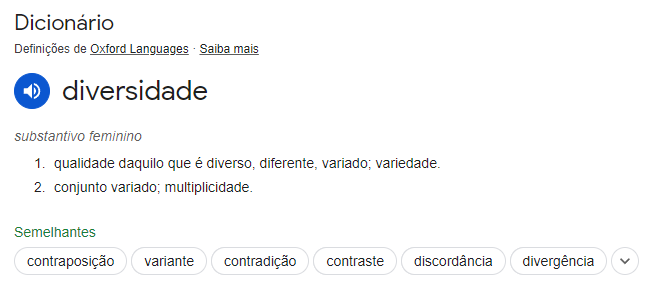 Dicionário
Definições de Oxford Languages · Saiba mais
diversidade
substantivo feminino
1. qualidade daquilo que é diverso, diferente, variado; variedade.
2. conjunto variado; multiplicidade.
Semelhantes
contraposição variante contradição contraste discordância divergência